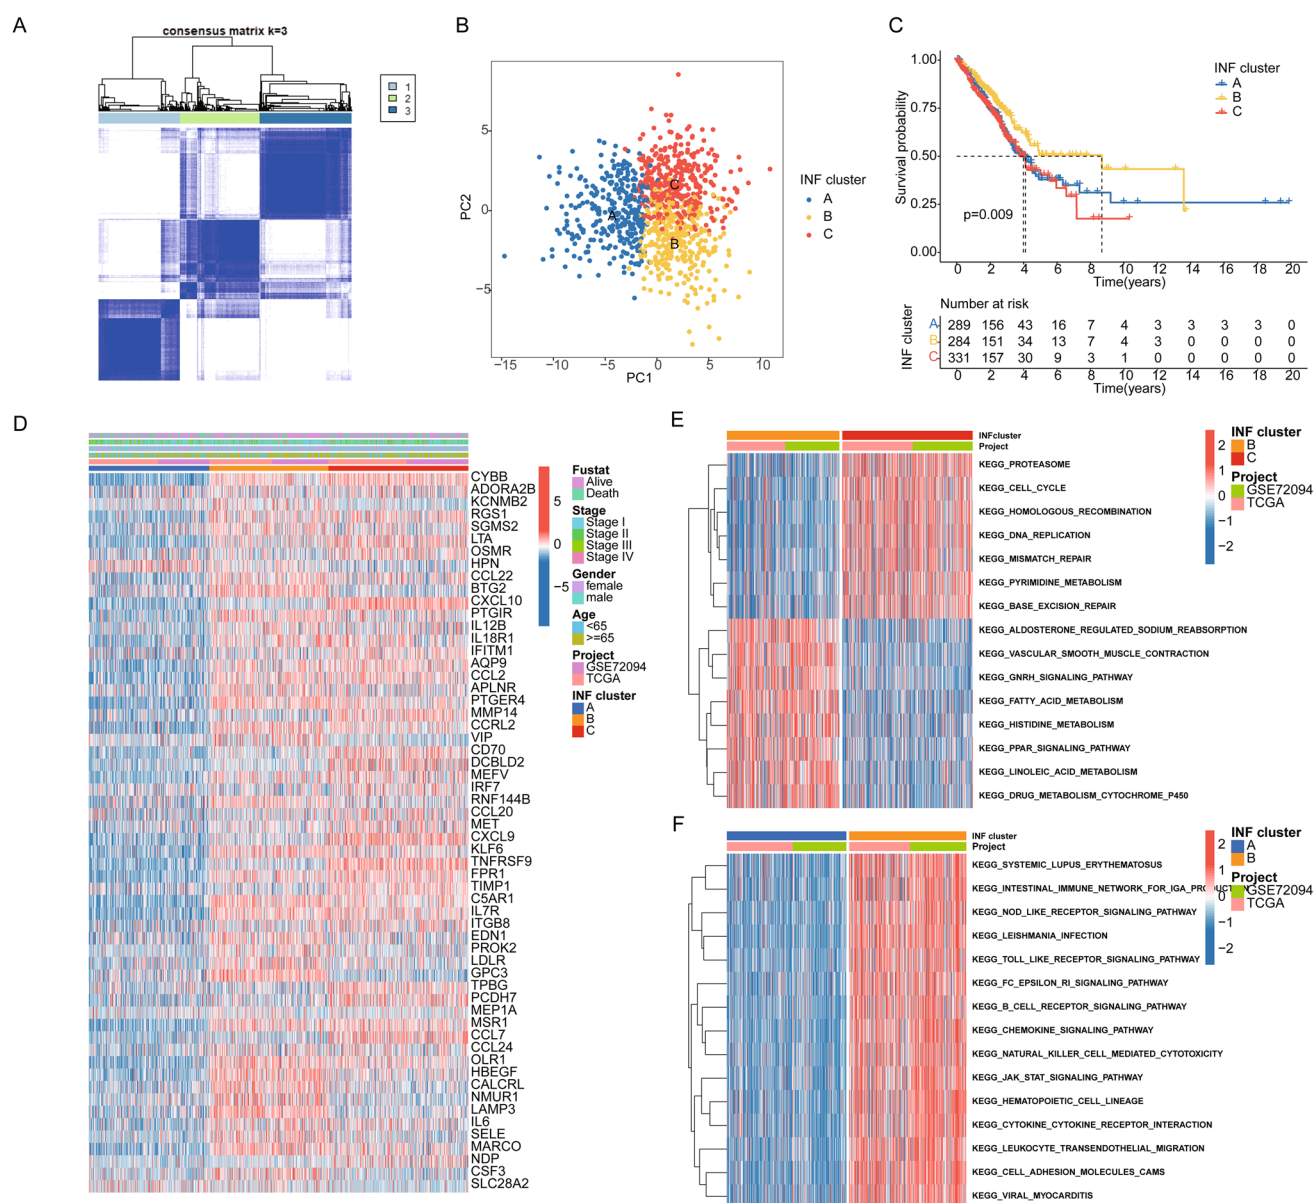 A
consensus matrix k=3
1
2
3
B
PC2
5
0
−5
−15
−10
−5
0
5
10
PC1
A
B
C
INF cluster
A
B
C
C
Survival probability
1.00
0.75
0.50
0.25
0.00
p=0.009
INF cluster
A
B
C
0 2 4 6 8 10 12 14 16 18 20
Time(years)
Number at risk
INF cluster
A 289 156 43 16 7 4 3 3 3 3 0
B 284 151 34 13 7 4 3 0 0 0 0
C 331 157 30 9 3 1 0 0 0 0 0
0 2 4 6 8 10 12 14 16 18 20
Time(years)
D
CYBB
ADORA2B
KCNMB2
RGS1
SGMS2
LTA
OSMR
HPN
CCL22
BTG2
CXCL10
PTGIR
IL12B
IL18R1
IFITM1
AQP9
CCL2
APLNR
PTGER4
MMP14
CCRL2
VIP
CD70
DCBLD2
MEFV
IRF7
RNF144B
CCL20
MET
CXCL9
KLF6
TNFRSF9
FPR1
TIMP1
C5AR1
IL7R
ITGB8
EDN1
PROK2
LDLR
GPC3
TPBG
PCDH7
MEP1A
MSR1
CCL7
CCL24
OLR1
HBEGF
CALCRL
NMUR1
LAMP3
IL6
SELE
MARCO
NDP
CSF3
SLC28A2
5
0
−5
Fustat
Alive
Death
Stage
Stage I
Stage II
Stage III
Stage IV
Gender
female
male
Age
<65
>=65
Project
GSE72094
TCGA
INF cluster
A
B
C
E
INFcluster
Project
KEGG_PROTEASOME
KEGG_CELL_CYCLE
KEGG_HOMOLOGOUS_RECOMBINATION
KEGG_DNA_REPLICATION
KEGG_MISMATCH_REPAIR
KEGG_PYRIMIDINE_METABOLISM
KEGG_BASE_EXCISION_REPAIR
KEGG_ALDOSTERONE_REGULATED_SODIUM_REABSORPTION
KEGG_VASCULAR_SMOOTH_MUSCLE_CONTRACTION
KEGG_GNRH_SIGNALING_PATHWAY
KEGG_FATTY_ACID_METABOLISM
KEGG_HISTIDINE_METABOLISM
KEGG_PPAR_SIGNALING_PATHWAY
KEGG_LINOLEIC_ACID_METABOLISM
KEGG_DRUG_METABOLISM_CYTOCHROME_P450
2
1
0
−1
−2
INF cluster
B
C
Project
GSE72094
TCGA
F
INF cluster
Project
KEGG_SYSTEMIC_LUPUS_ERYTHEMATOSUS
KEGG_INTESTINAL_IMMUNE_NETWORK_FOR_IGA_PRODUCTION
KEGG_NOD_LIKE_RECEPTOR_SIGNALING_PATHWAY
KEGG_LEISHMANIA_INFECTION
KEGG_TOLL_LIKE_RECEPTOR_SIGNALING_PATHWAY
KEGG_FC_EPSILON_RI_SIGNALING_PATHWAY
KEGG_B_CELL_RECEPTOR_SIGNALING_PATHWAY
KEGG_CHEMOKINE_SIGNALING_PATHWAY
KEGG_NATURAL_KILLER_CELL_MEDIATED_CYTOTOXICITY
KEGG_JAK_STAT_SIGNALING_PATHWAY
KEGG_HEMATOPOIETIC_CELL_LINEAGE
KEGG_CYTOKINE_CYTOKINE_RECEPTOR_INTERACTION
KEGG_LEUKOCYTE_TRANSENDOTHELIAL_MIGRATION
KEGG_CELL_ADHESION_MOLECULES_CAMS
KEGG_VIRAL_MYOCARDITIS
2
1
0
−1
−2
INF cluster
A
B
Project
GSE72094
TCGA